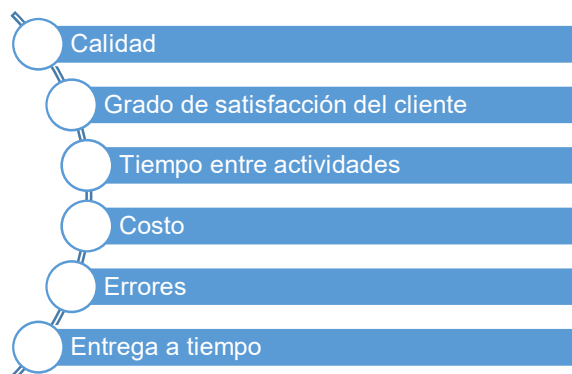 Calidad
Grado de satisfacción del cliente
Tiempo entre actividades
Costo
Errores
Entrega a tiempo